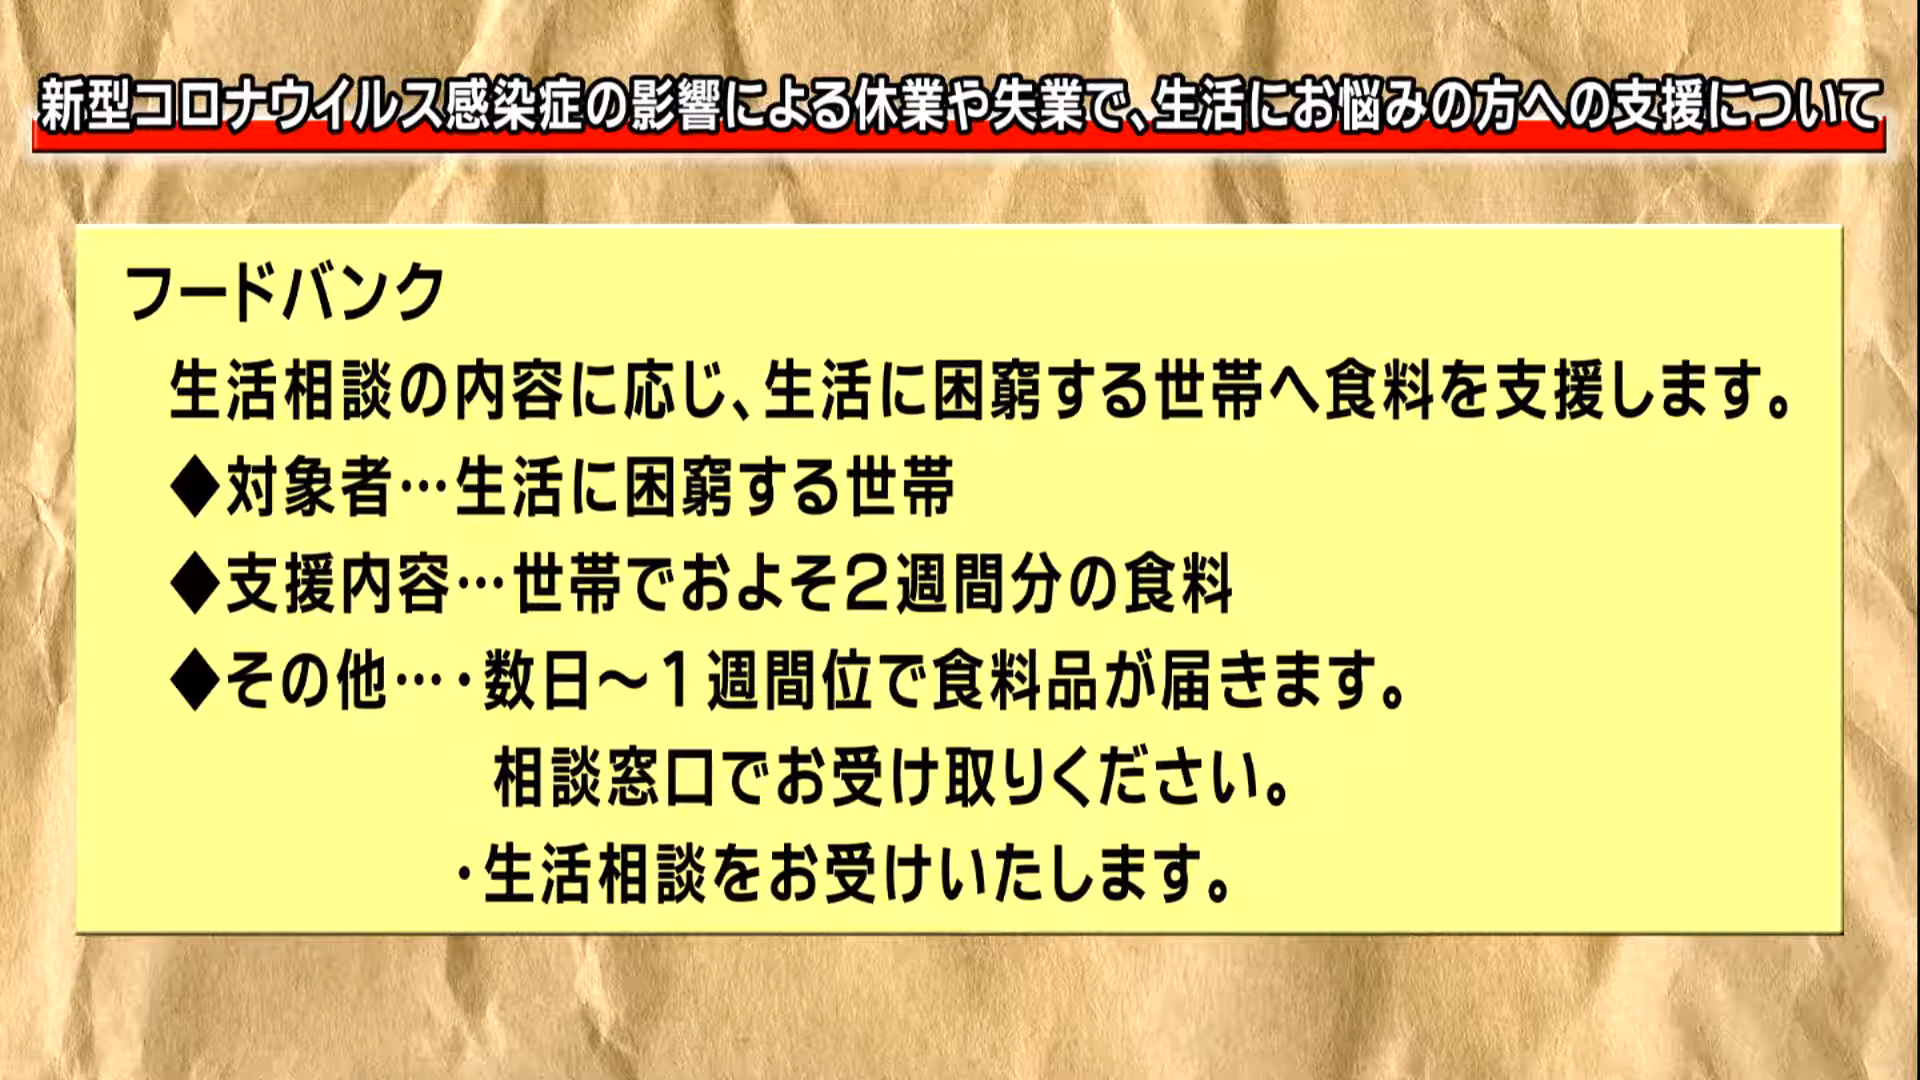 新型コロナウイルス感染症の影響による休業や失業で、生活にお悩みの方への支援について
フードバンク
生活相談の内容に応じ、生活に困窮する世帯へ食料を支援します。
◆対象者…生活に困窮する世帯
◆支援内容…世帯でおよそ２週間分の食料
◆その他…・数日～１週間位で食料品が届きます。
相談窓口でお受け取りください。
・生活相談をお受けいたします。